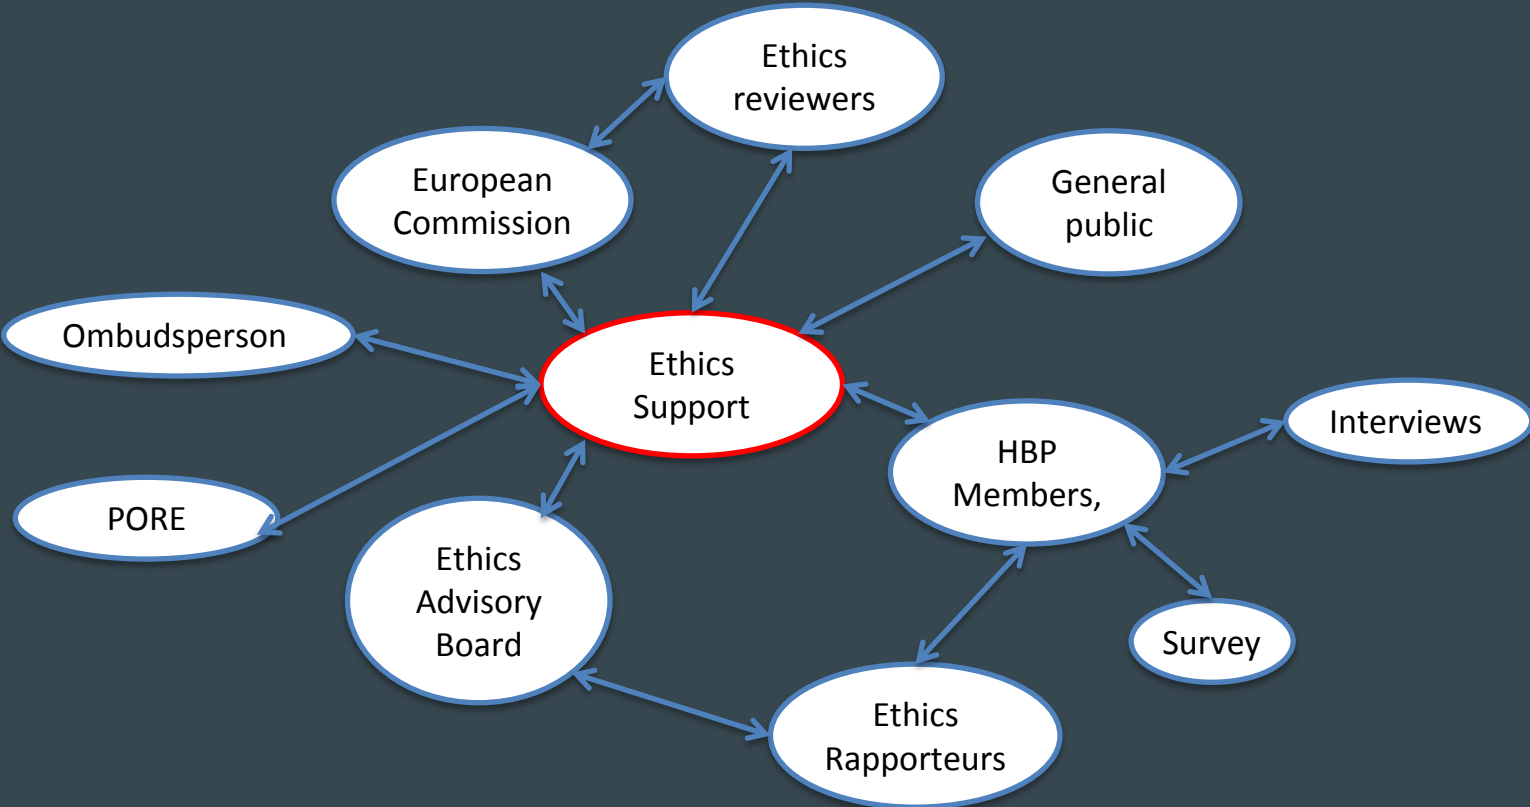 Ethics
reviewers
European
Commission
General
public
Ombudsperson
Ethics
Support
Interviews
HBP
Members,
PORE
Ethics
Advisory
Board
Survey
Ethics
Rapporteurs